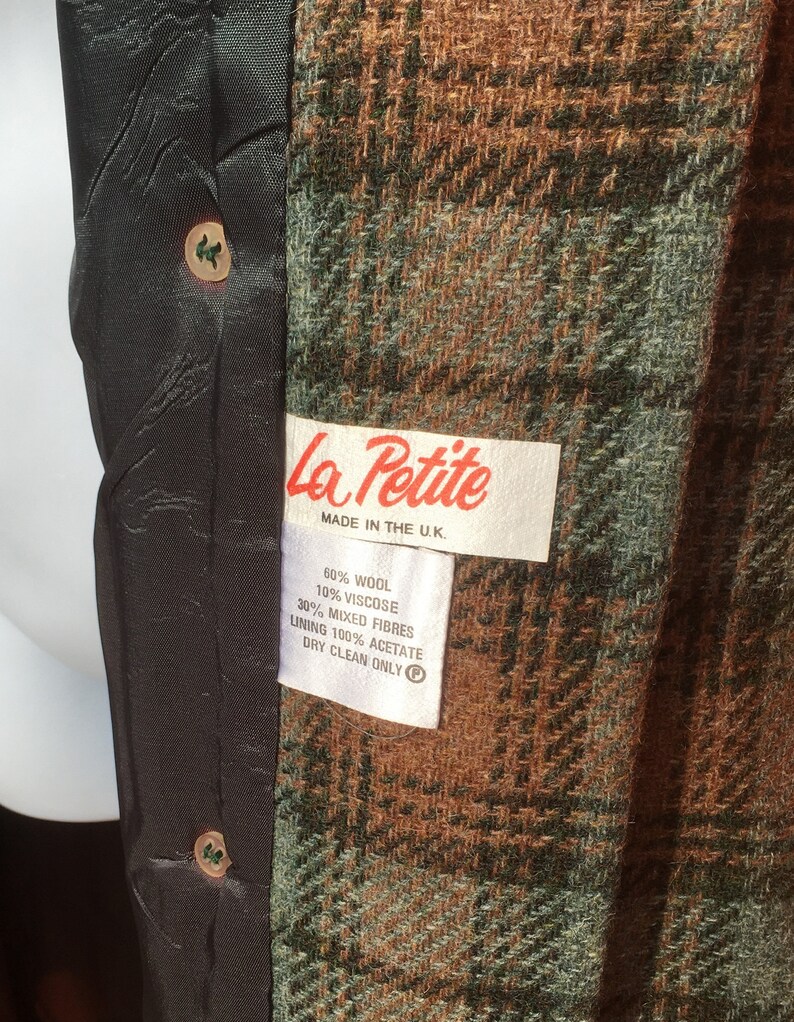 La Petite
MADE IN THE U.K.
60% WOOL
10% VISCOSE
30% MIXED FIBRES
LINING 100% ACETATE
DRY CLEAN ONLY Ⓟ